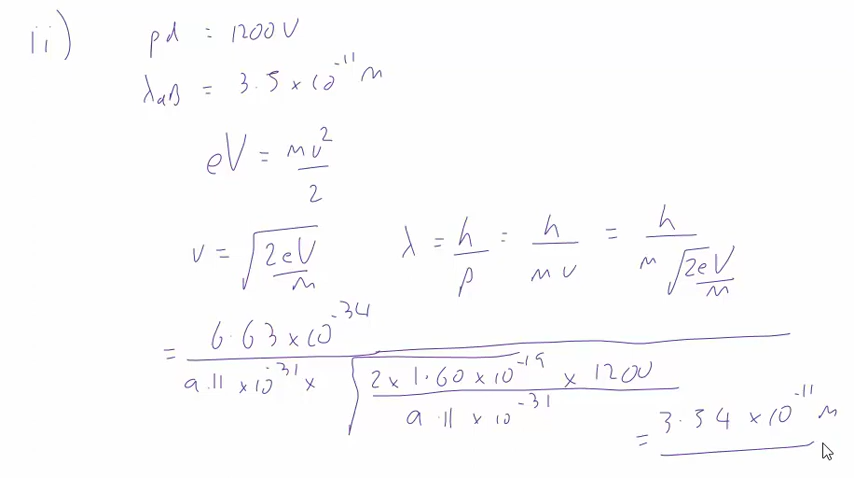 ii) pd = 1200V
λdB = 3.5 × 10⁻¹¹ m
eV = mv²/2
v = √(2eV/m) λ = h/p = h/mv = h/(m√(2eV/m))
= 6.63 × 10⁻³⁴ / (9.11 × 10⁻³¹ × √(2 × 1.60 × 10⁻¹⁹ × 1200 / 9.11 × 10⁻³¹))
= 3.34 × 10⁻¹¹ m